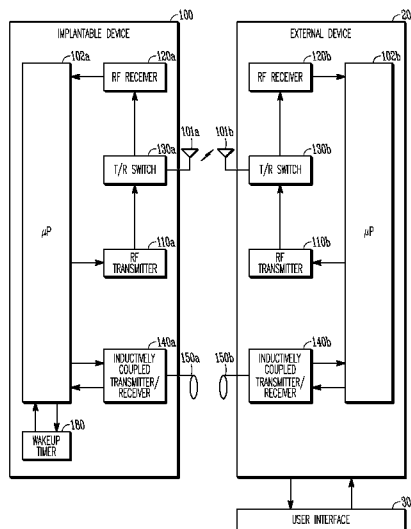 100
20
IMPLANTABLE DEVICE
EXTERNAL DEVICE
102a
120a
120b
102b
RF RECEIVER
RF RECEIVER
101a
101b
130a
130b
T/R SWITCH
T/R SWITCH
μP
μP
110a
110b
RF
TRANSMITTER
RF
TRANSMITTER
140a
150a
150b
140b
INDUCTIVELY
COUPLED
TRANSMITTER/
RECEIVER
INDUCTIVELY
COUPLED
TRANSMITTER/
RECEIVER
180
WAKEUP
TIMER
30
USER INTERFACE